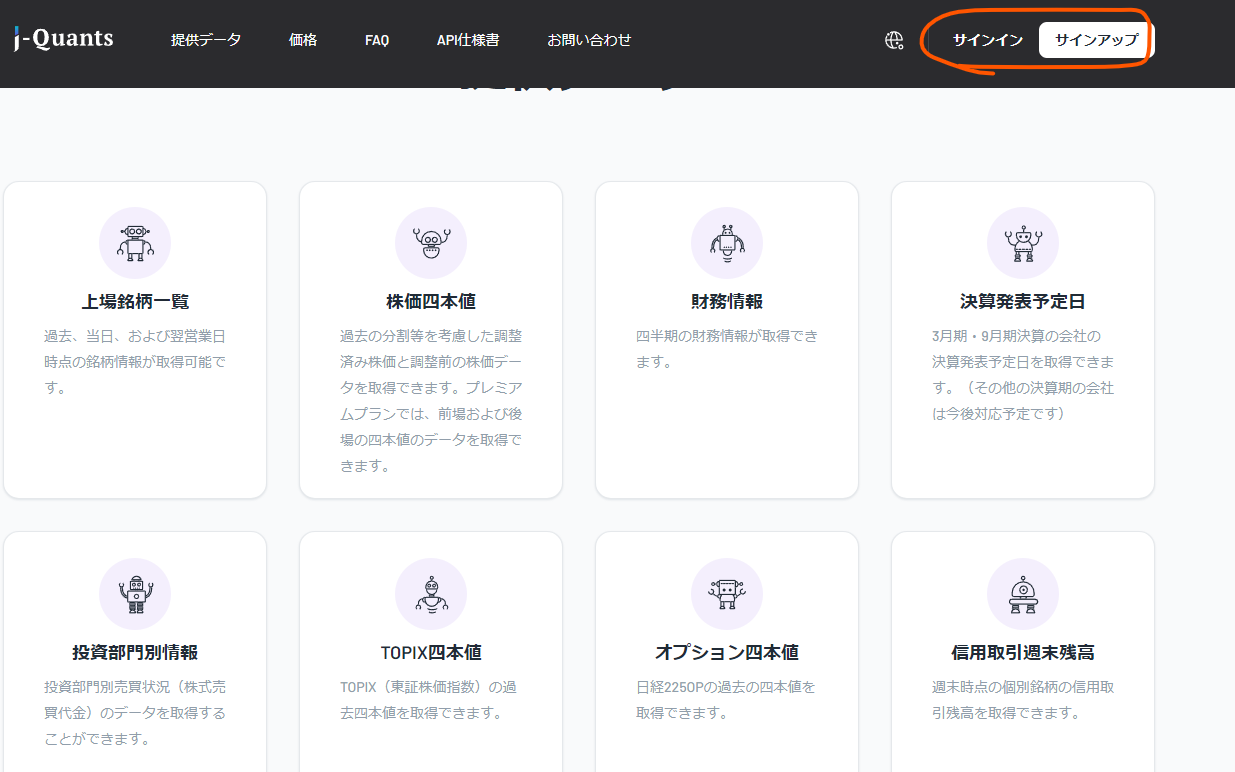 j-Quants 提供データ 価格 FAQ API仕様書 お問い合わせ サインイン サインアップ
上場銘柄一覧
過去、当日、および翌営業日
時点の銘柄情報が取得可能で
す。
株価四本値
過去の分割等を考慮した調整
済み株価と調整前の株価デー
タを取得できます。プレミア
ムプランでは、前場および後
場の四本値のデータを取得で
きます。
財務情報
四半期の財務情報が取得でき
ます。
決算発表予定日
3月期・9月期決算の会社の
決算発表予定日を取得できま
す。（その他の決算期の会社
は今後対応予定です）
投資部門別情報
投資部門別売買状況（株式売
買代金）のデータを取得する
ことができます。
TOPIX四本値
TOPIX（東証株価指数）の過
去四本値を取得できます。
オプション四本値
日経225OPの過去の四本値を
取得できます。
信用取引週末残高
週末時点の個別銘柄の信用取
引残高を取得できます。